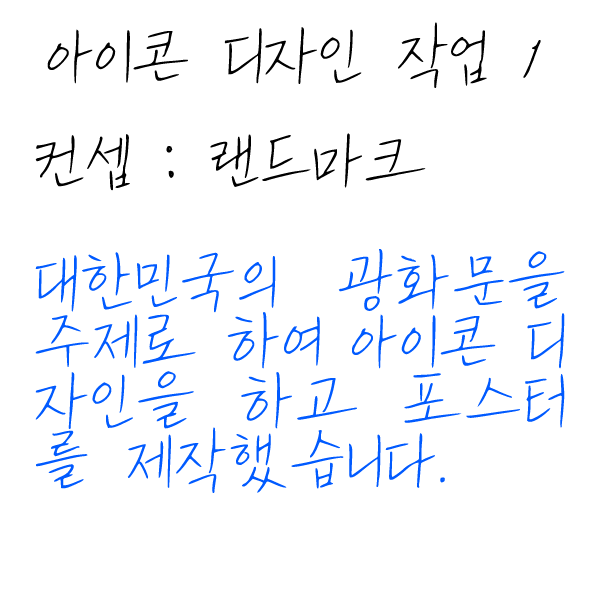 아이콘 디자인 작업 1
컨셉 : 랜드마크
대한민국의 광화문을
주제로 하여 아이콘 디
자인을 하고 포스터
를 제작했습니다.